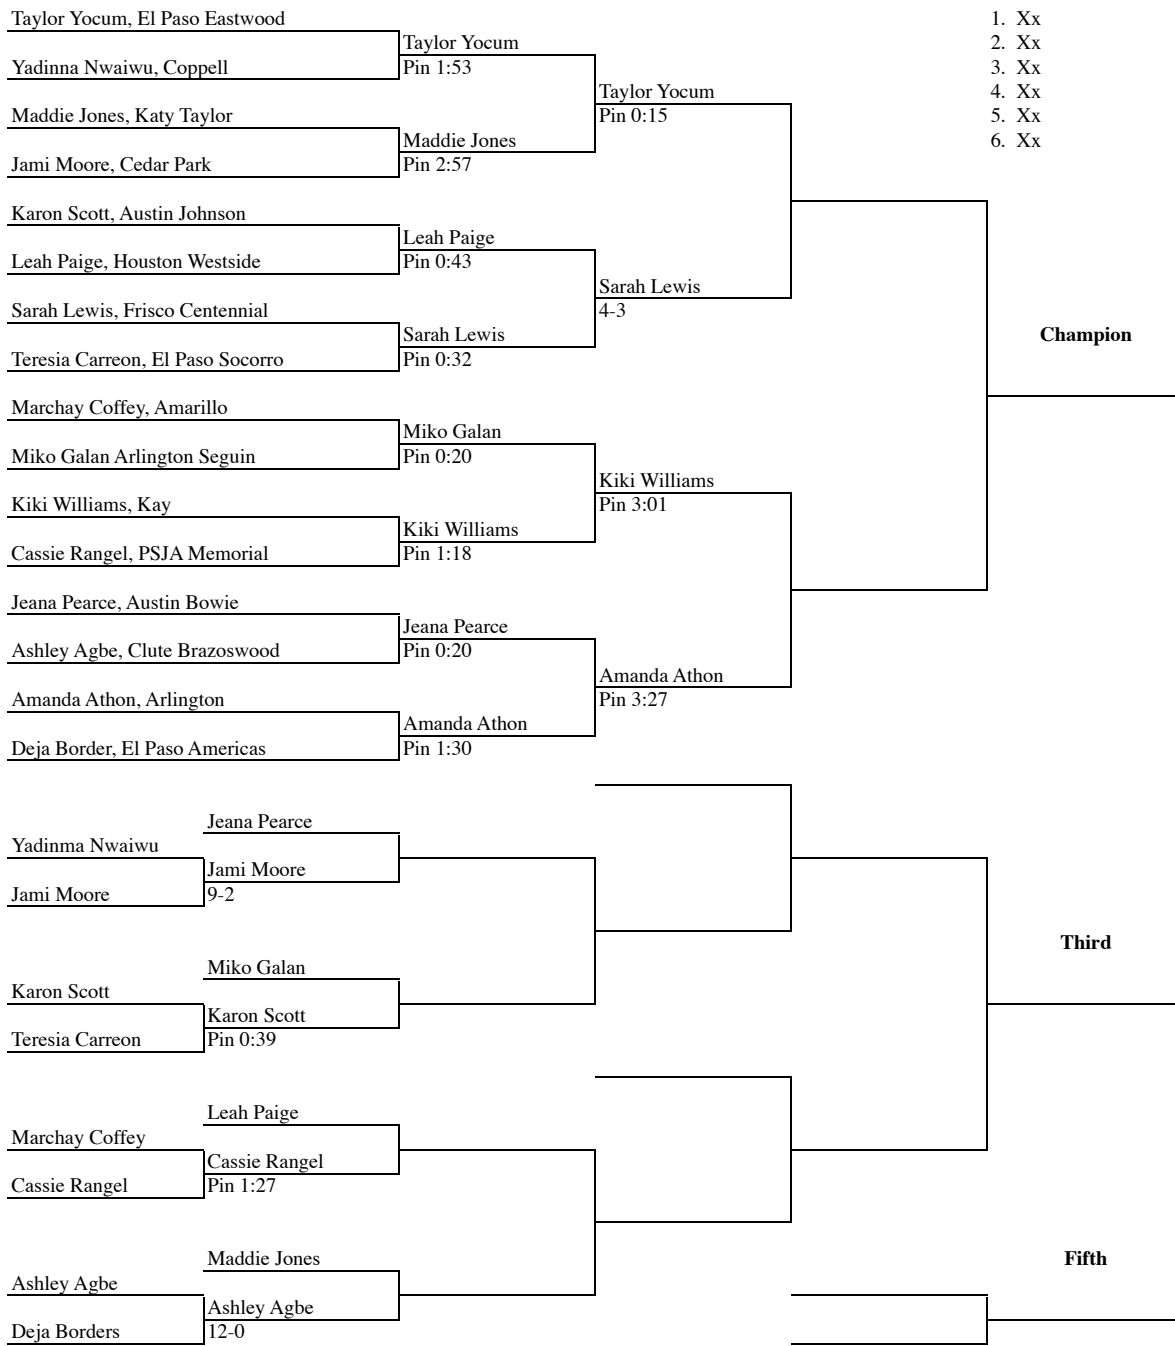 Taylor Yocum, El Paso Eastwood
Taylor Yocum
Yadinna Nwaiwu, Coppell
Pin 1:53
Taylor Yocum
Maddie Jones, Katy Taylor
Pin 0:15
Maddie Jones
Jami Moore, Cedar Park
Pin 2:57
Karon Scott, Austin Johnson
Leah Paige
Leah Paige, Houston Westside
Pin 0:43
Sarah Lewis
Sarah Lewis, Frisco Centennial
4-3
Sarah Lewis
Teresia Carreon, El Paso Socorro
Pin 0:32
Marchay Coffey, Amarillo
Miko Galan
Miko Galan Arlington Seguin
Pin 0:20
Kiki Williams
Kiki Williams, Kay
Pin 3:01
Kiki Williams
Cassie Rangel, PSJA Memorial
Pin 1:18
Jeana Pearce, Austin Bowie
Jeana Pearce
Ashley Agbe, Clute Brazoswood
Pin 0:20
Amanda Athon
Amanda Athon, Arlington
Pin 3:27
Amanda Athon
Deja Border, El Paso Americas
Pin 1:30
1. Xx
2. Xx
3. Xx
4. Xx
5. Xx
6. Xx
Champion
Jeana Pearce
Yadinma Nwaiwu
Jami Moore
Jami Moore
9-2
Miko Galan
Karon Scott
Karon Scott
Teresia Carreon
Pin 0:39
Leah Paige
Marchay Coffey
Cassie Rangel
Cassie Rangel
Pin 1:27
Maddie Jones
Ashley Agbe
Ashley Agbe
Deja Borders
12-0
Third
Fifth